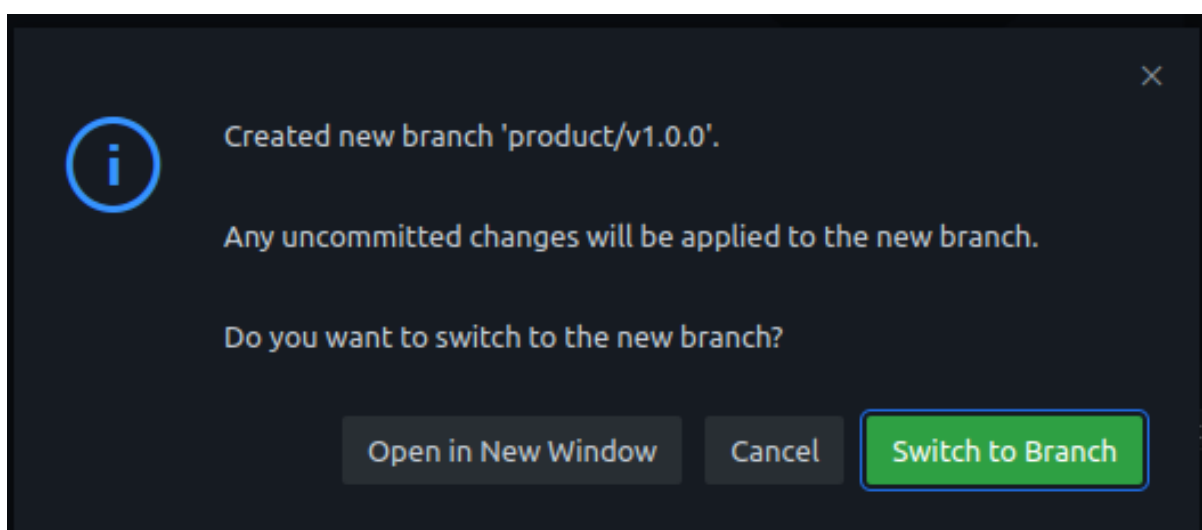 Created new branch 'product/v1.0.0'.
Any uncommitted changes will be applied to the new branch.
Do you want to switch to the new branch?
Open in New Window Cancel Switch to Branch